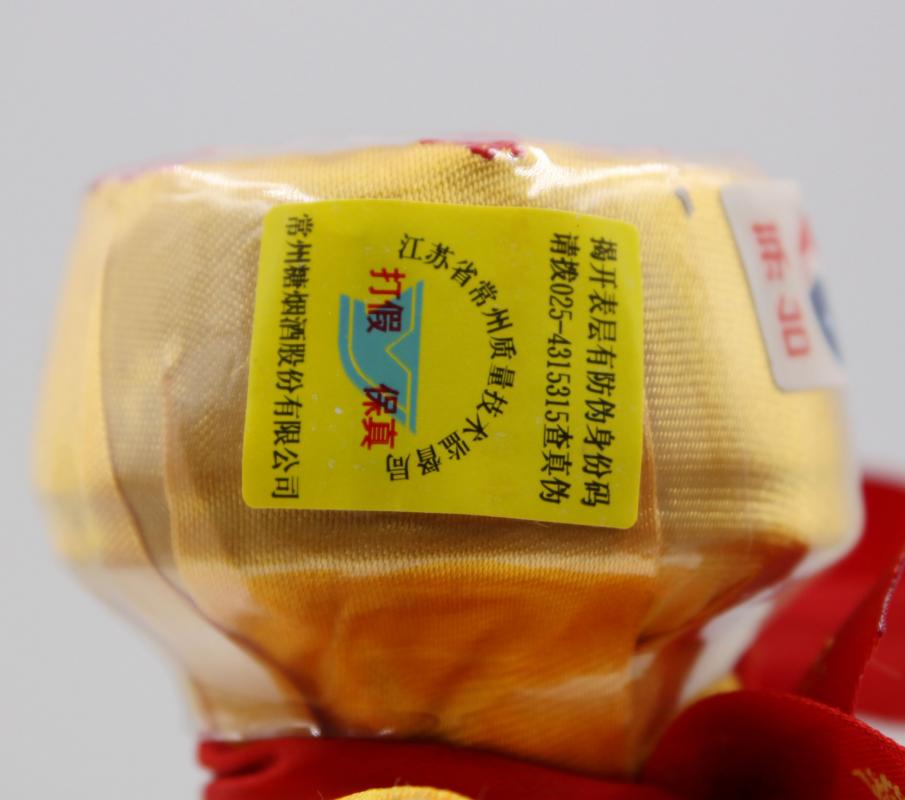 揭开表层有防伪身份码
请拨025-4315315查真伪
江苏省常州质量技术监督局
打假
保真
常州糖烟酒股份有限公司